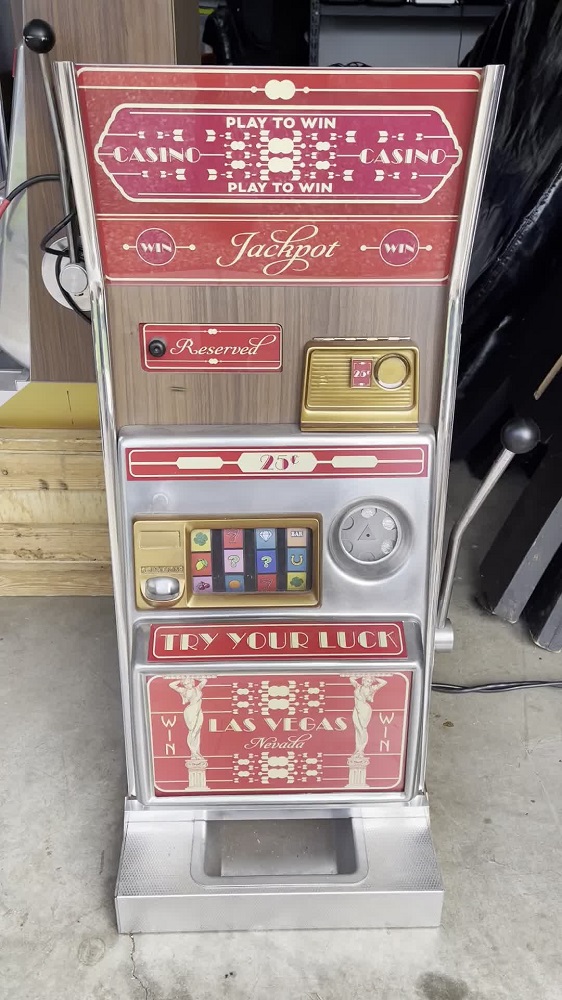 PLAY TO WIN
CASINO CASINO
PLAY TO WIN
WIN Jackpot WIN
Reserved
25¢
25¢
BAR
TRY YOUR LUCK
WIN LAS VEGAS WIN
Nevada